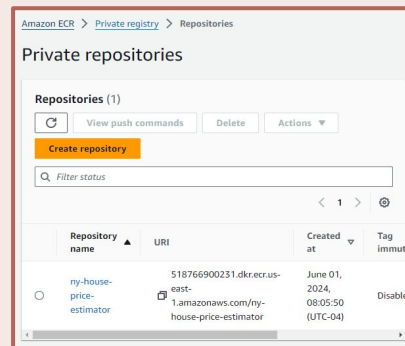 Amazon ECR > Private registry > Repositories
Private repositories
Repositories (1)
View push commands Delete Actions ▼
Create repository
Filter status
< 1 >
Repository name ▲ URI Created at ▽ Tag immut
ny-house-price-estimator
518766900231.dkr.ecr.us-
east-
1.amazonaws.com/ny-
house-price-estimator
June 01,
2024,
08:05:50
(UTC-04)
Disable